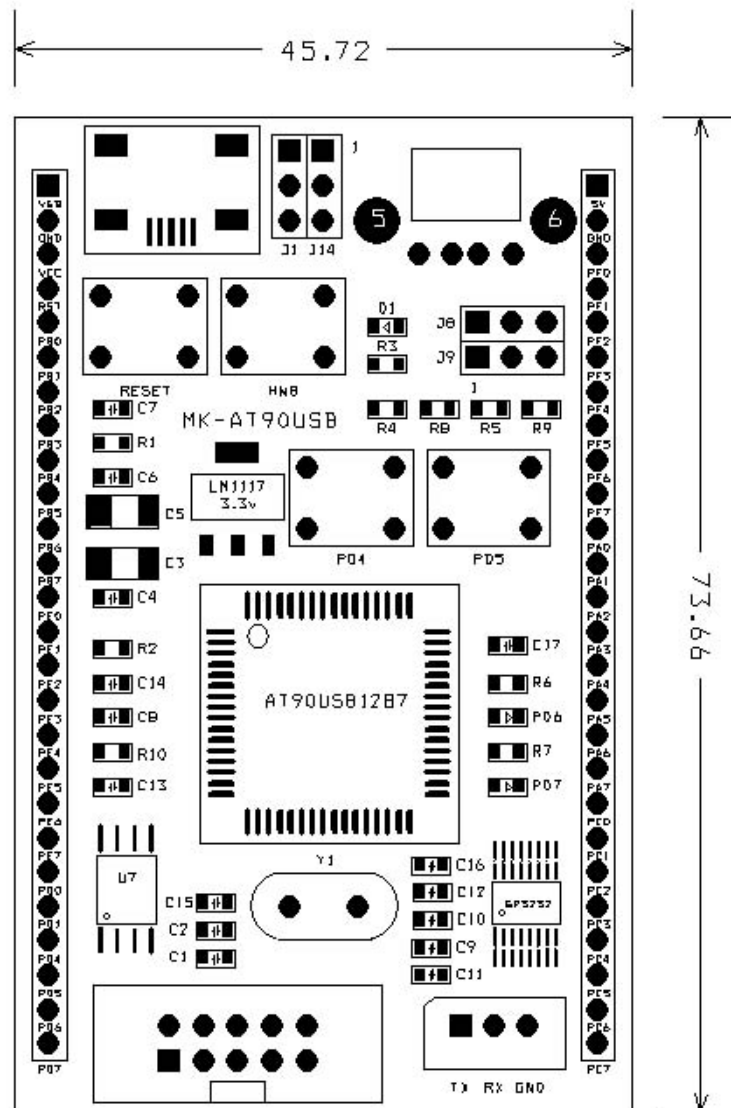 45.72
73.66
1
5
6
J1 J14
VCC
RST
PB0
PB1
PB2
PB3
PB4
PB5
PB6
PB7
PE0
PE1
PE2
PE3
PE4
PE5
PE6
PE7
PD0
PD1
PD4
PD5
PD6
PD7
5V
GND
PF0
PF1
PF2
PF3
PF4
PF5
PF6
PF7
PA0
PA1
PA2
PA3
PA4
PA5
PA6
PA7
PC0
PC1
PC2
PC3
PC4
PC5
PC6
PC7
D1
R3
J8
J9
1
RESET
HWB
C7
MK-AT90USB
R4 R8 R5 R9
R1
C6
LM1117
3.3v
C5
C3
PD4
PD5
C4
R2
C14
C8
R10
C13
AT90USB1287
C17
R6
PD6
R7
PD7
U7
Y1
C15
C2
C1
C16
C12
C10
C9
C11
TX RX GND